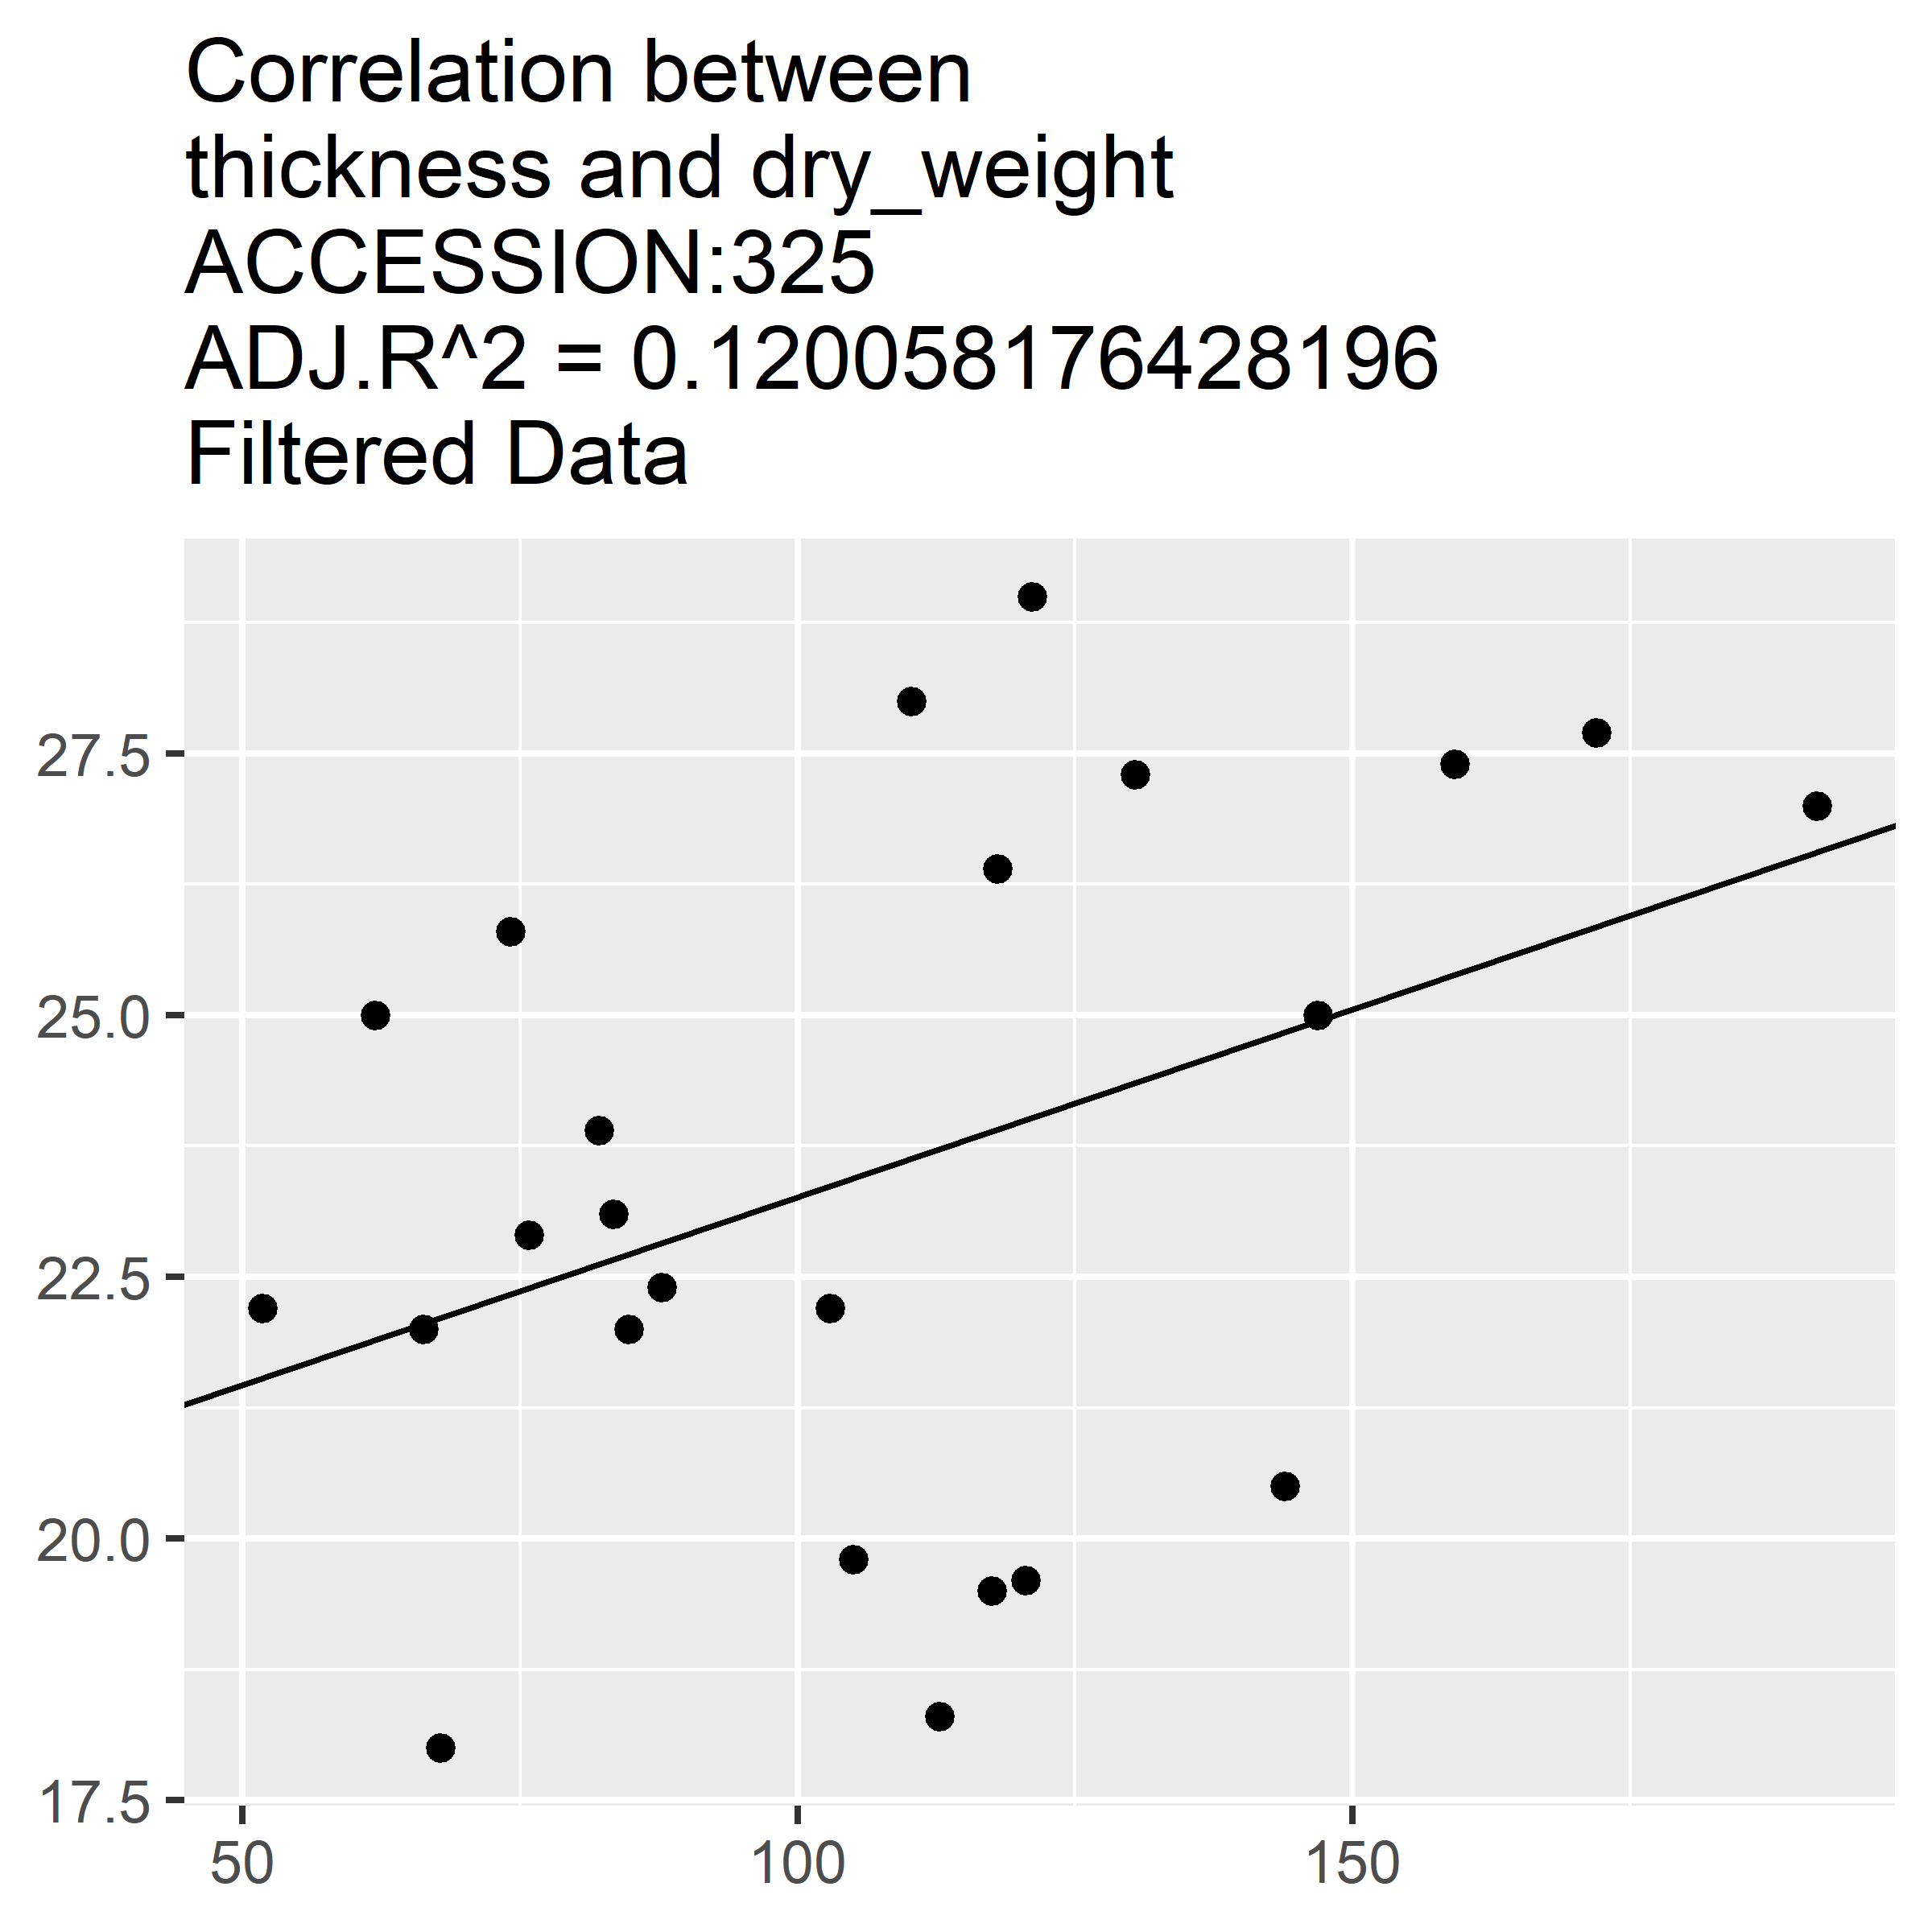 Correlation between
thickness and dry_weight
ACCESSION:325
ADJ.R^2 = 0.120058176428196
Filtered Data
27.5
25.0
22.5
20.0
17.5
50 100 150